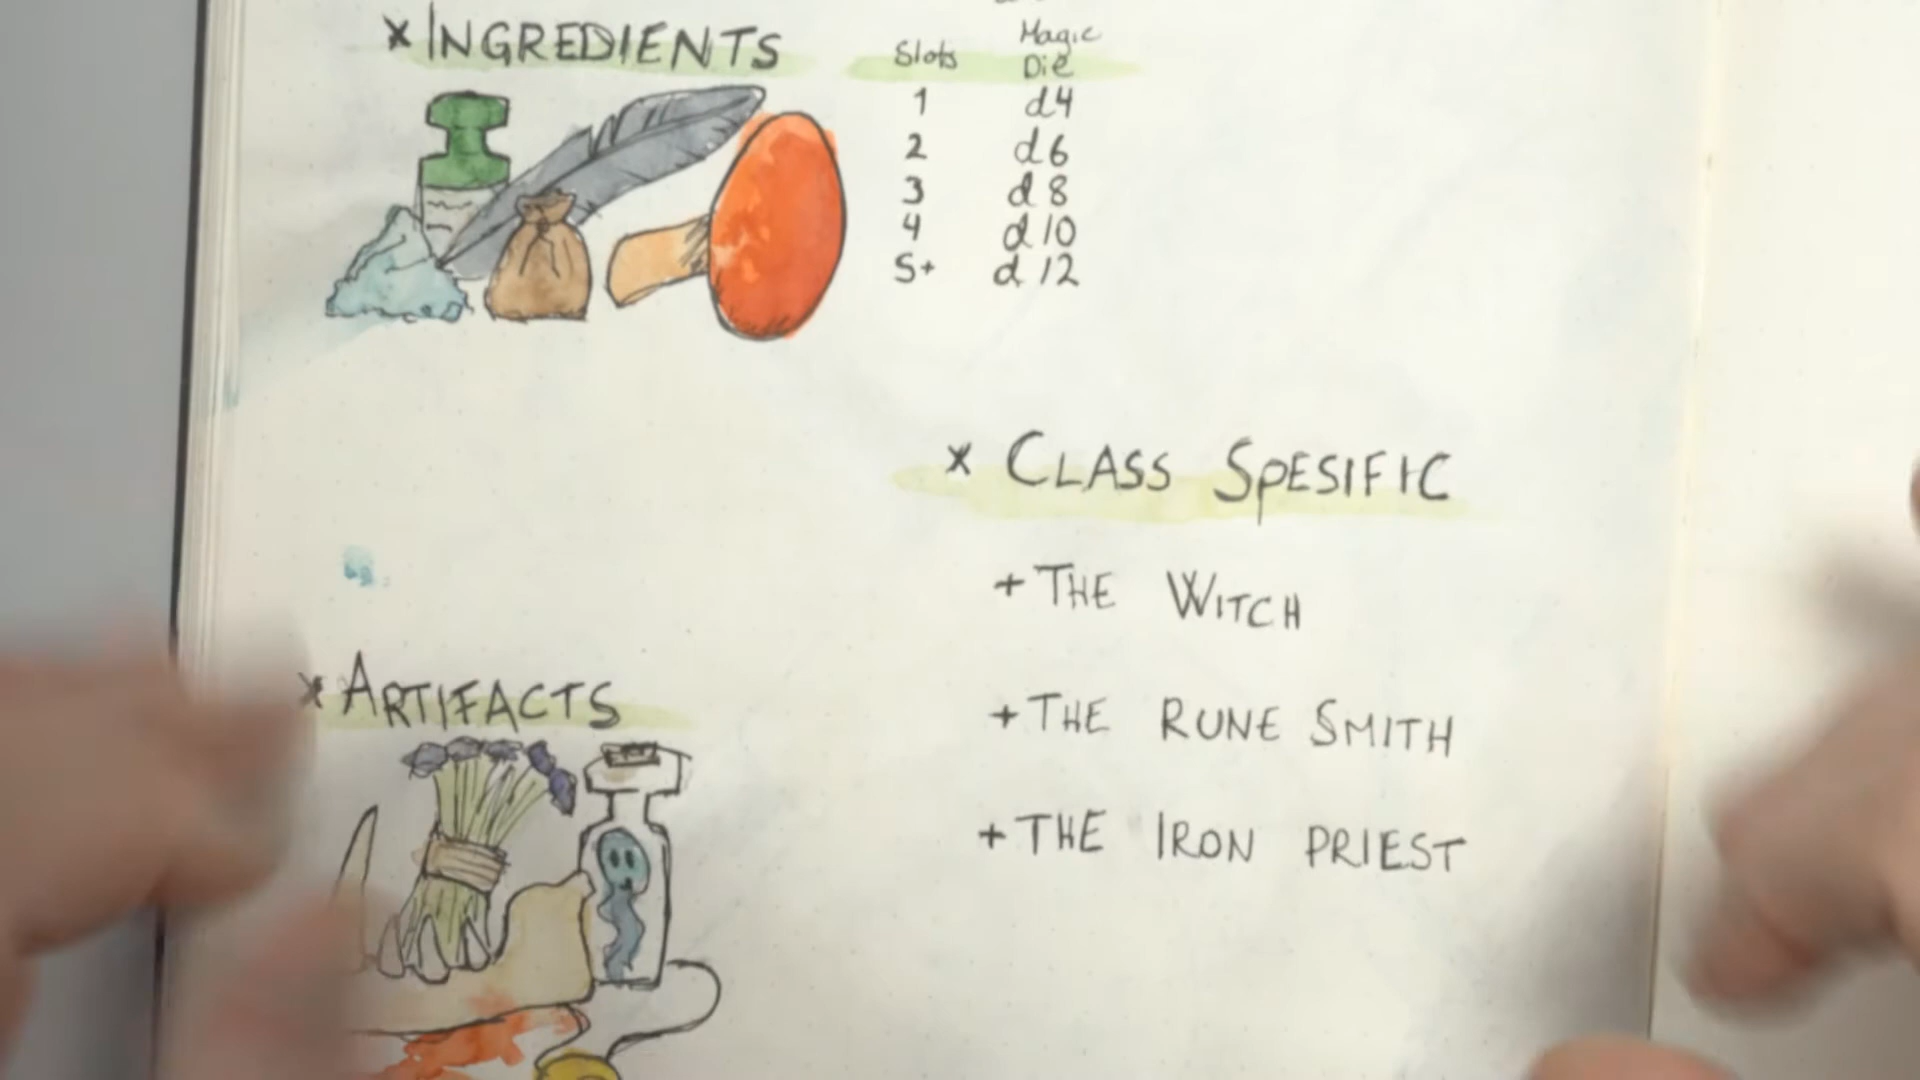 x INGREDIENTS
Slots Magic Die
1 d4
2 d6
3 d8
4 d10
5+ d12
x CLASS SPESIFIC
+ THE WITCH
+ THE RUNE SMITH
+ THE IRON PRIEST
x ARTIFACTS